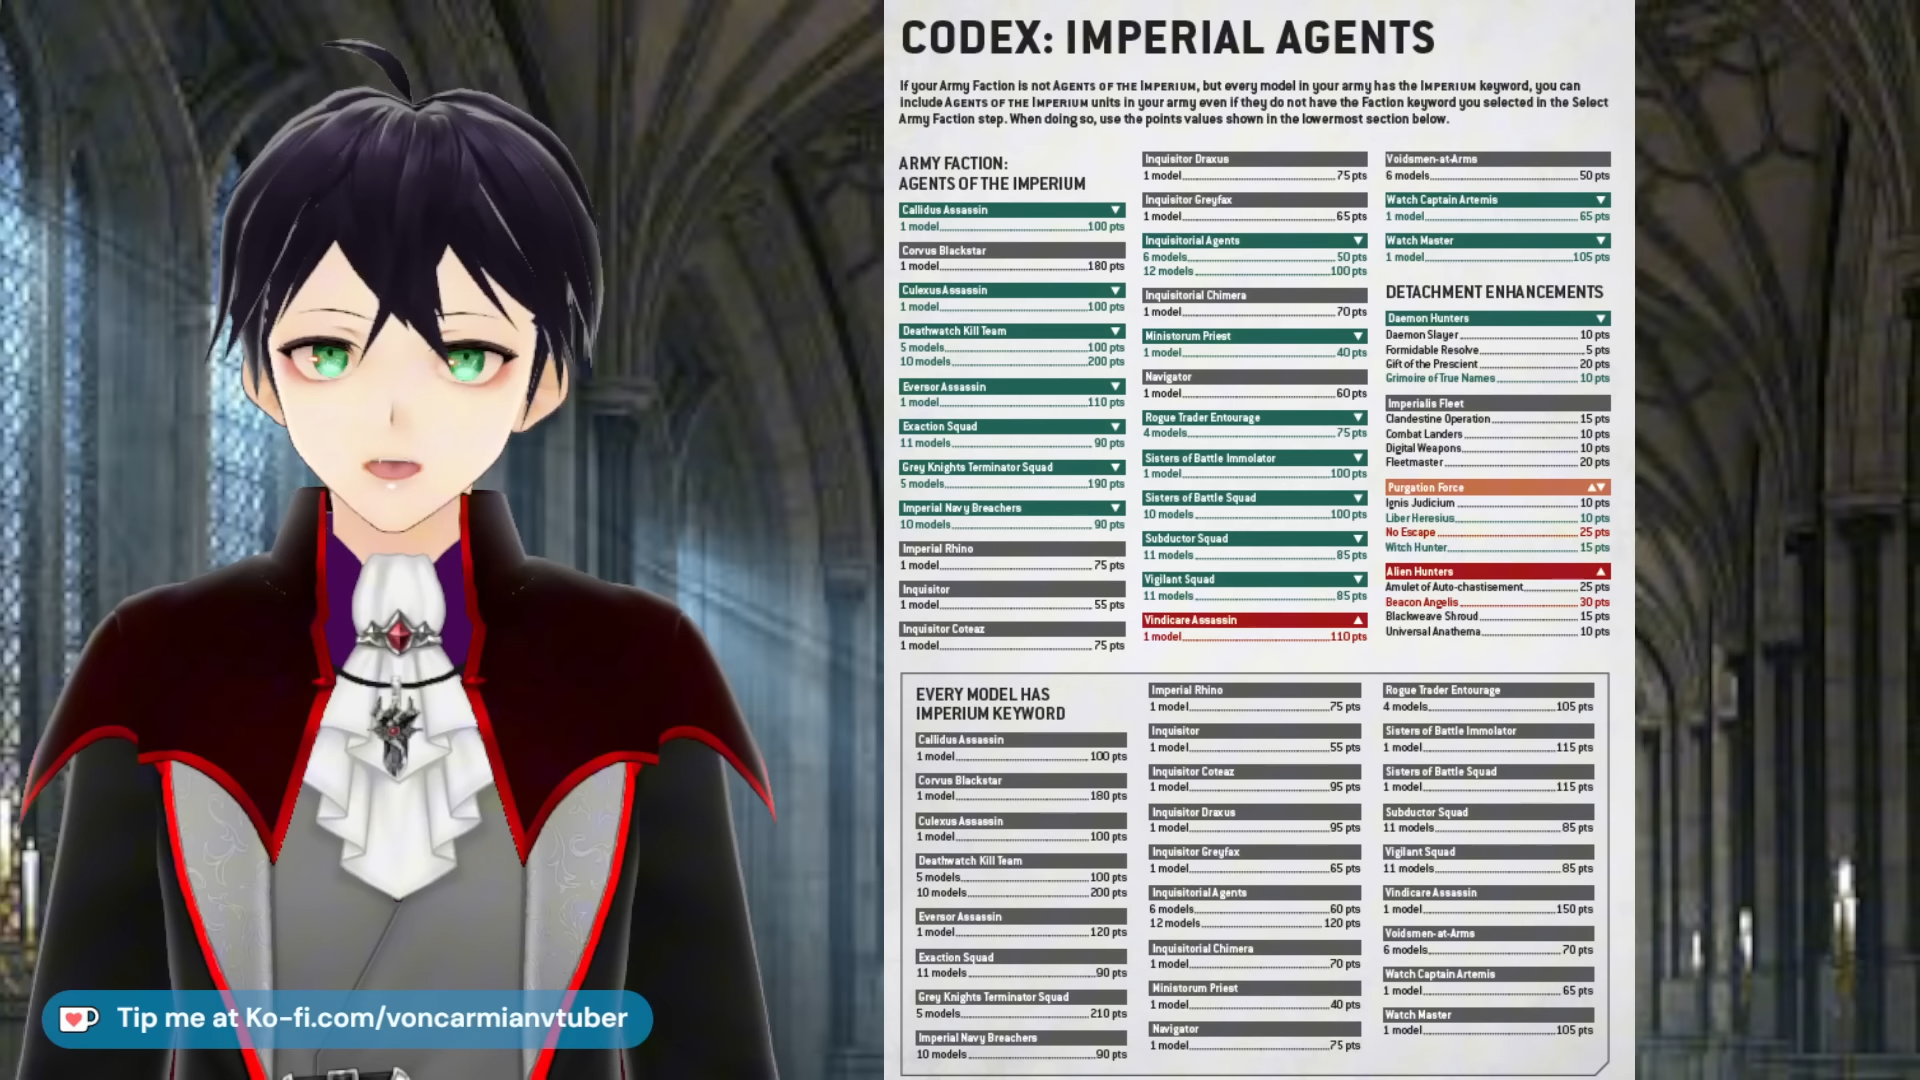 CODEX: IMPERIAL AGENTS
If your Army Faction is not AGENTS OF THE IMPERIUM, but every model in your army has the IMPERIUM keyword, you can
include AGENTS OF THE IMPERIUM units in your army even if they do not have the Faction keyword you selected in the Select
Army Faction step. When doing so, use the points values shown in the lowermost section below.
ARMY FACTION:
AGENTS OF THE IMPERIUM
Callidus Assassin ▼
1 model 100 pts
Corvus Blackstar
1 model 180 pts
Culexus Assassin ▼
1 model 100 pts
Deathwatch Kill Team ▼
5 models 100 pts
10 models 200 pts
Eversor Assassin ▼
1 model 110 pts
Exaction Squad ▼
11 models 90 pts
Grey Knights Terminator Squad ▼
5 models 190 pts
Imperial Navy Breachers ▼
10 models 90 pts
Imperial Rhino
1 model 75 pts
Inquisitor
1 model 55 pts
Inquisitor Coteaz
1 model 75 pts
Inquisitor Draxus
1 model 75 pts
Inquisitor Greyfax
1 model 65 pts
Inquisitorial Agents ▼
6 models 50 pts
12 models 100 pts
Inquisitorial Chimera
1 model 70 pts
Ministorum Priest ▼
1 model 40 pts
Navigator
1 model 60 pts
Rogue Trader Entourage ▼
4 models 75 pts
Sisters of Battle Immolator ▼
1 model 100 pts
Sisters of Battle Squad ▼
10 models 100 pts
Subductor Squad ▼
11 models 85 pts
Vigilant Squad ▼
11 models 85 pts
Vindicare Assassin ▲
1 model 110 pts
Voidsmen-at-Arms
6 models 50 pts
Watch Captain Artemis ▼
1 model 65 pts
Watch Master ▼
1 model 105 pts
DETACHMENT ENHANCEMENTS
Daemon Hunters ▼
Daemon Slayer 10 pts
Formidable Resolve 5 pts
Gift of the Prescient 20 pts
Grimoire of True Names 10 pts
Imperialis Fleet
Clandestine Operation 15 pts
Combat Landers 10 pts
Digital Weapons 10 pts
Fleetmaster 20 pts
Purgation Force ▲▼
Ignis Judicium 10 pts
Liber Heresius 10 pts
No Escape 25 pts
Witch Hunter 15 pts
Alien Hunters ▲
Amulet of Auto-chastisement 25 pts
Beacon Angelis 30 pts
Blackweave Shroud 15 pts
Universal Anathema 10 pts
EVERY MODEL HAS
IMPERIUM KEYWORD
Callidus Assassin
1 model 100 pts
Corvus Blackstar
1 model 180 pts
Culexus Assassin
1 model 100 pts
Deathwatch Kill Team
5 models 100 pts
10 models 200 pts
Eversor Assassin
1 model 120 pts
Exaction Squad
11 models 90 pts
Grey Knights Terminator Squad
5 models 210 pts
Imperial Navy Breachers
10 models 90 pts
Imperial Rhino
1 model 75 pts
Inquisitor
1 model 55 pts
Inquisitor Coteaz
1 model 95 pts
Inquisitor Draxus
1 model 95 pts
Inquisitor Greyfax
1 model 65 pts
Inquisitorial Agents
6 models 60 pts
12 models 120 pts
Inquisitorial Chimera
1 model 70 pts
Ministorum Priest
1 model 40 pts
Navigator
1 model 75 pts
Rogue Trader Entourage
4 models 105 pts
Sisters of Battle Immolator
1 model 115 pts
Sisters of Battle Squad
1 model 115 pts
Subductor Squad
11 models 85 pts
Vigilant Squad
11 models 85 pts
Vindicare Assassin
1 model 150 pts
Voidsmen-at-Arms
6 models 70 pts
Watch Captain Artemis
1 model 65 pts
Watch Master
1 model 105 pts
Tip me at Ko-fi.com/voncarmianvtuber